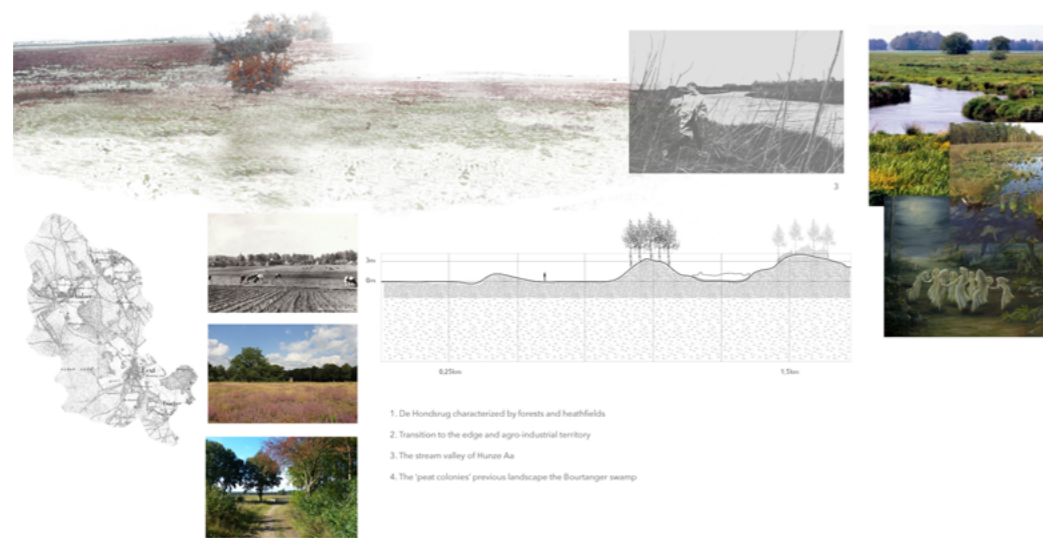 3
3m
0m
0,25km
1,5km
1. De Hondsrug characterized by forests and heathfields
2. Transition to the edge and agro-industrial territory
3. The stream valley of Hunze Aa
4. The 'peat colonies' previous landscape the Bourtanger swamp